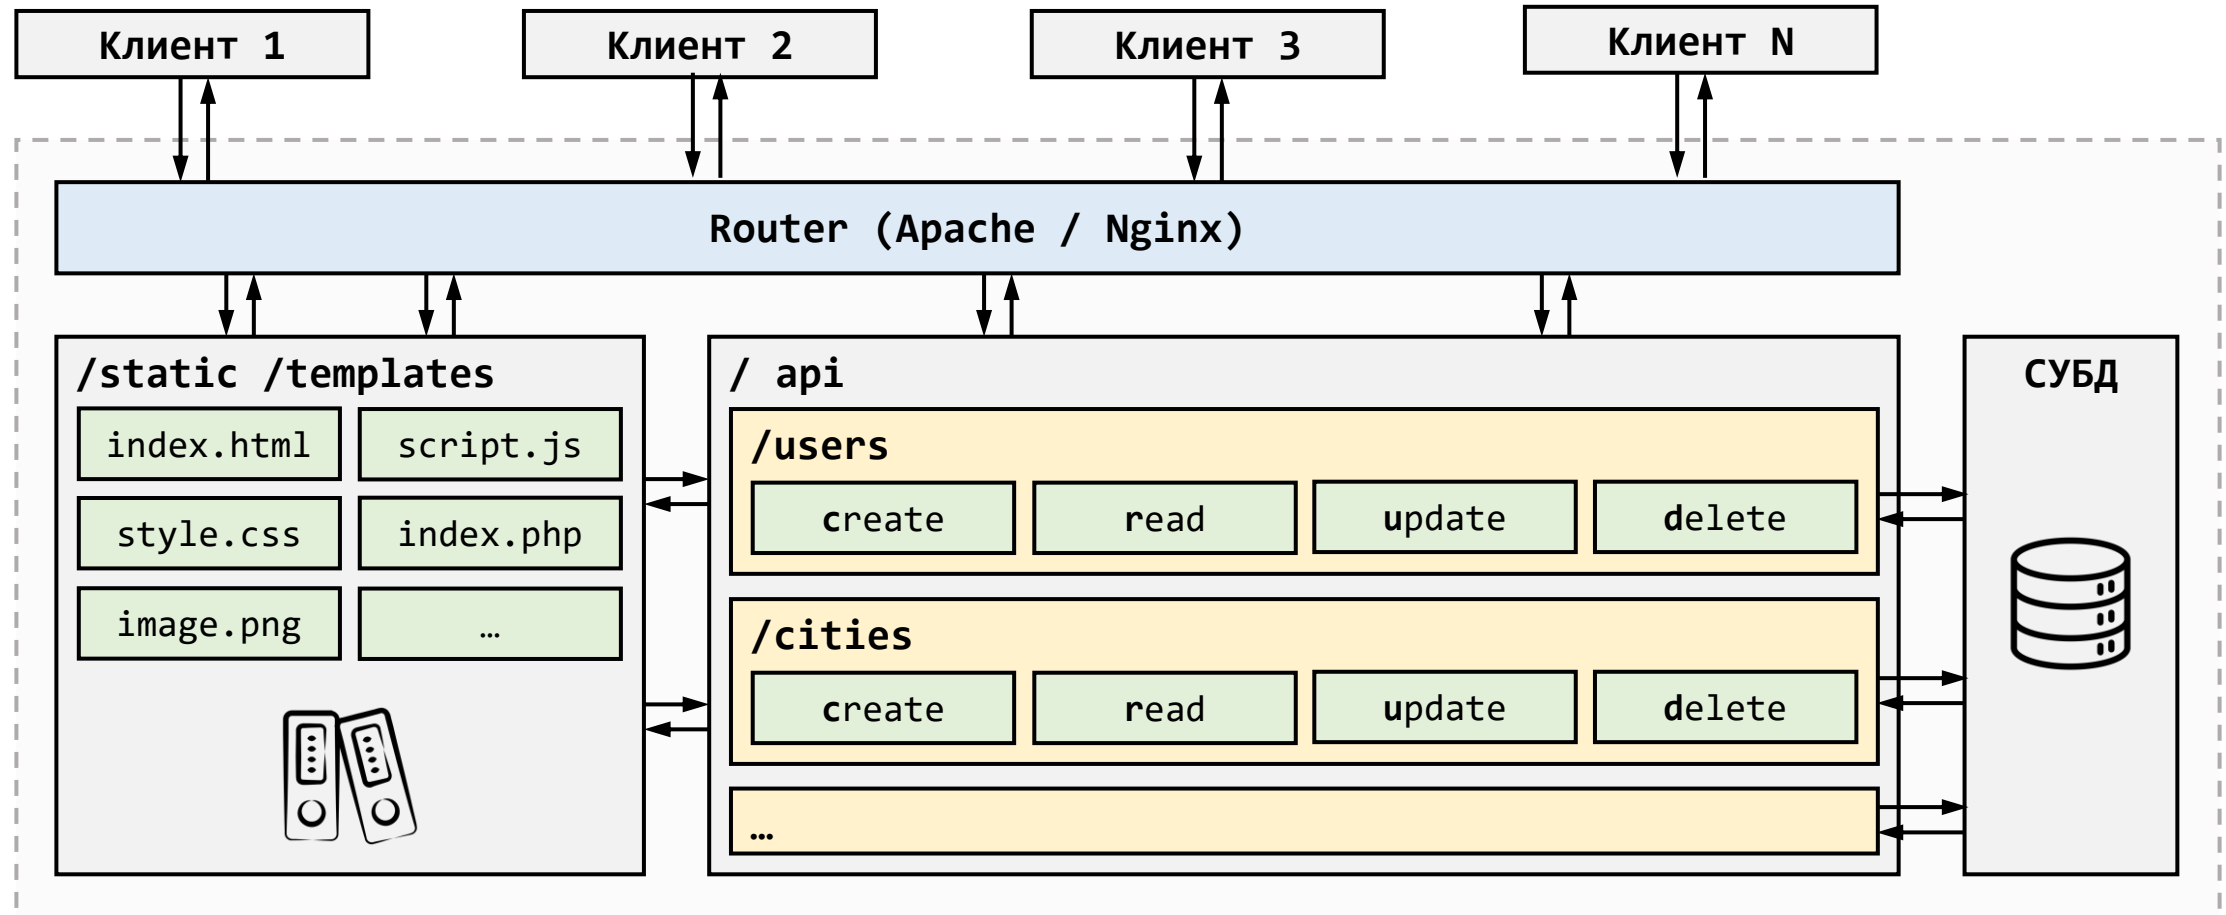 Клиент 1
Клиент 2
Клиент 3
Клиент N
Router (Apache / Nginx)
/static /templates
index.html
script.js
style.css
index.php
image.png
…
/ api
/users
create
read
update
delete
/cities
create
read
update
delete
…
СУБД